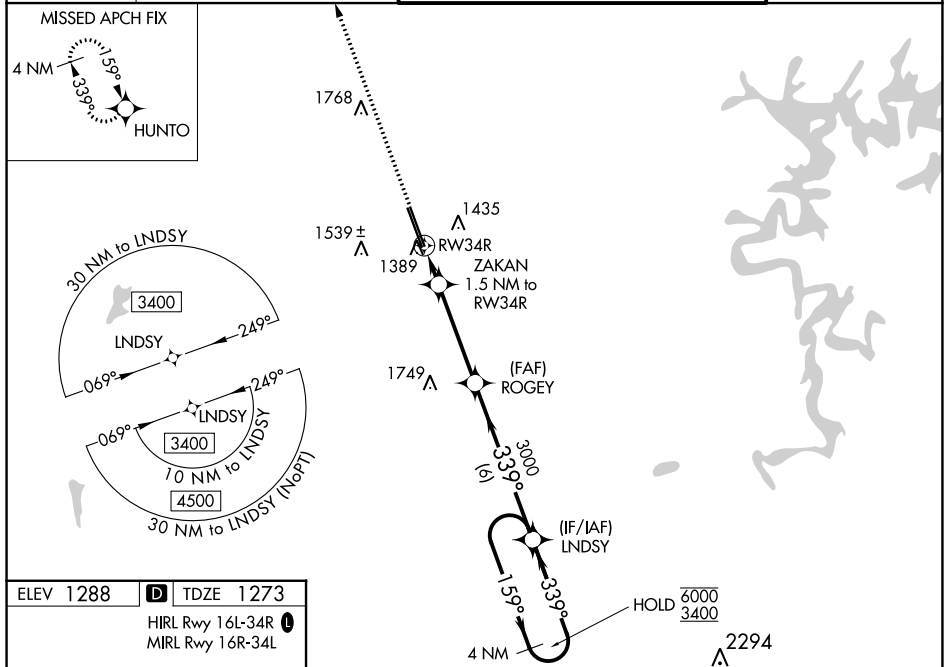 MISSED APCH FIX
4 NM
159°
339°
HUNTO
1768
1435
1539 ±
RW34R
1389
ZAKAN
1.5 NM to
RW34R
30 NM to LNDSY
3400
LNDSY
249°
069°
249°
LNDSY
069°
3400
10 NM to LNDSY
4500
30 NM to LNDSY (NoPT)
1749
(FAF)
ROGEY
3000
339°
(6)
(IF/IAF)
LNDSY
159°
339°
HOLD 6000
3400
4 NM
2294
ELEV 1288 D TDZE 1273
HIRL Rwy 16L-34R L
MIRL Rwy 16R-34L